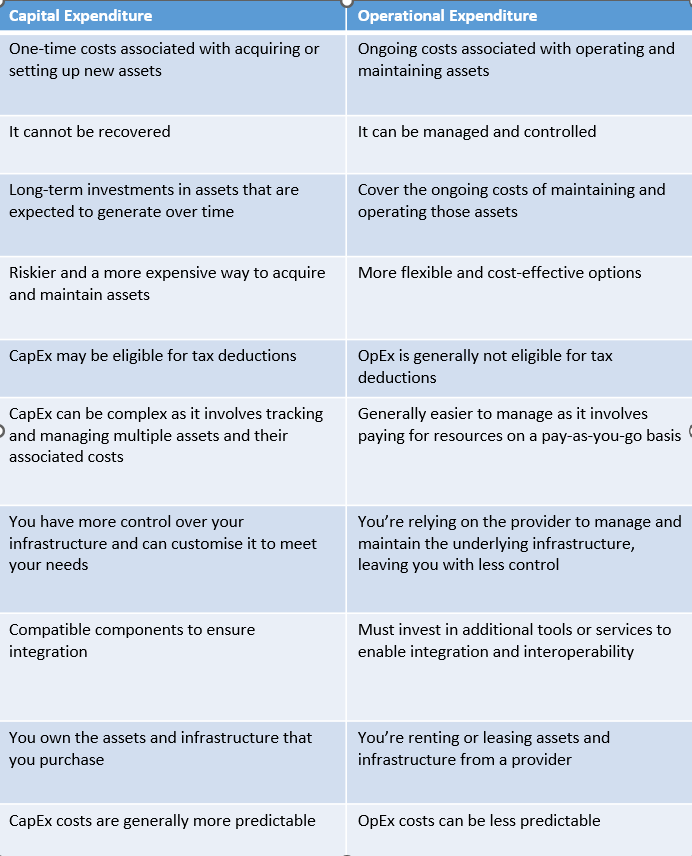 Capital Expenditure
Operational Expenditure
One-time costs associated with acquiring or
setting up new assets
Ongoing costs associated with operating and
maintaining assets
It cannot be recovered
It can be managed and controlled
Long-term investments in assets that are
expected to generate over time
Cover the ongoing costs of maintaining and
operating those assets
Riskier and a more expensive way to acquire
and maintain assets
More flexible and cost-effective options
CapEx may be eligible for tax deductions
OpEx is generally not eligible for tax
deductions
CapEx can be complex as it involves tracking
and managing multiple assets and their
associated costs
Generally easier to manage as it involves
paying for resources on a pay-as-you-go basis
You have more control over your
infrastructure and can customise it to meet
your needs
You’re relying on the provider to manage and
maintain the underlying infrastructure,
leaving you with less control
Compatible components to ensure
integration
Must invest in additional tools or services to
enable integration and interoperability
You own the assets and infrastructure that
you purchase
You’re renting or leasing assets and
infrastructure from a provider
CapEx costs are generally more predictable
OpEx costs can be less predictable